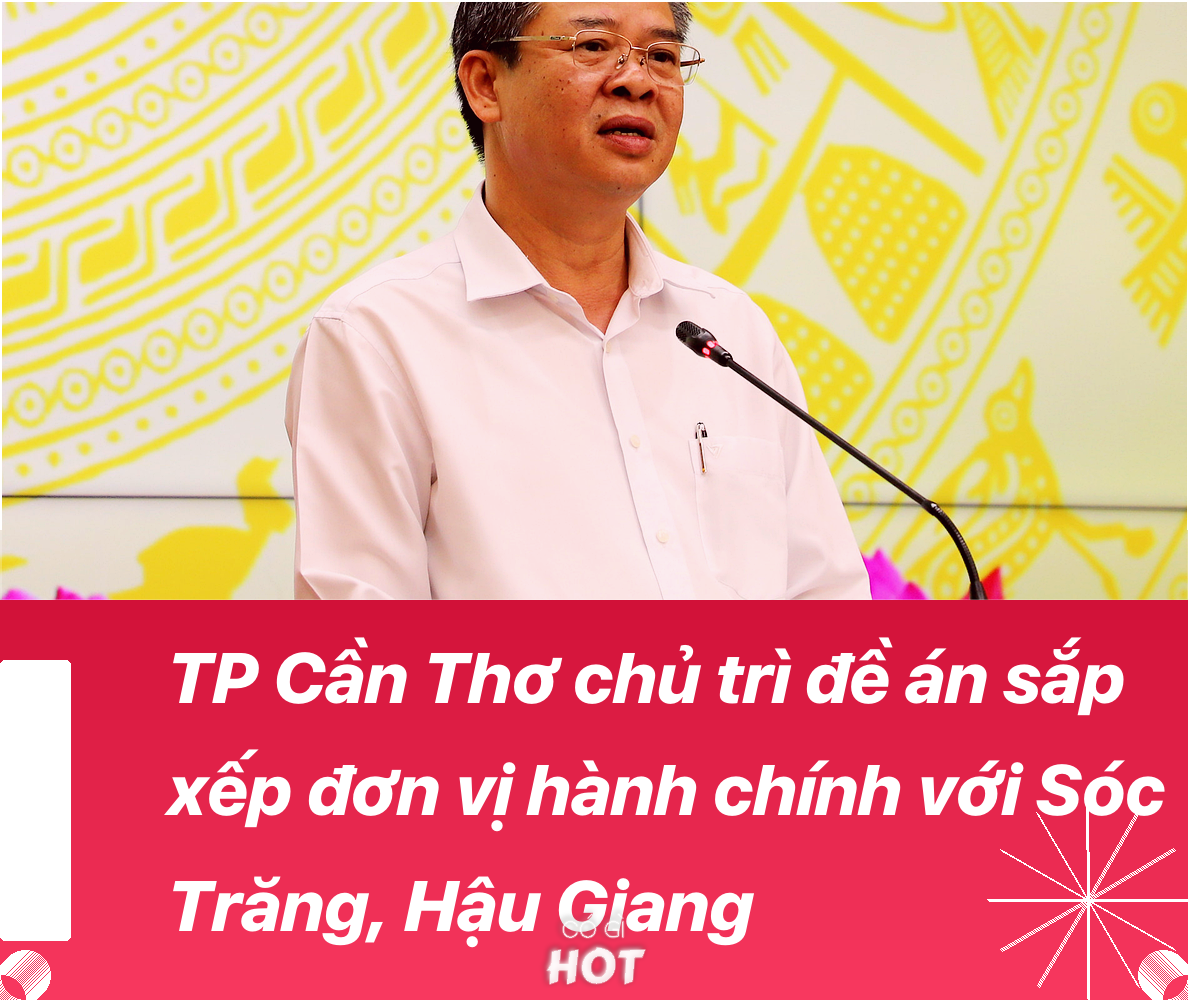 TP Cần Thơ chủ trì đề án sắp
xếp đơn vị hành chính với Sóc
Trăng, Hậu Giang
Có gì
HOT